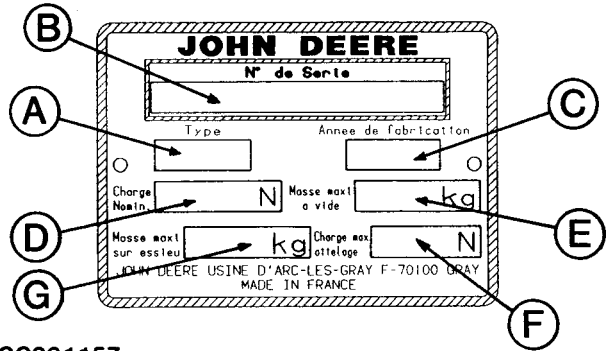 B
JOHN DEERE
N° de Serie
A
C
Type
Annee de fabrication
Charge Nomin.
N
Masse maxi a vide
kg
D
E
Masse maxi sur essieu
kg
Charge max attelage
N
G
F
JOHN DEERE USINE D'ARC-LES-GRAY F-70100 GRAY
MADE IN FRANCE